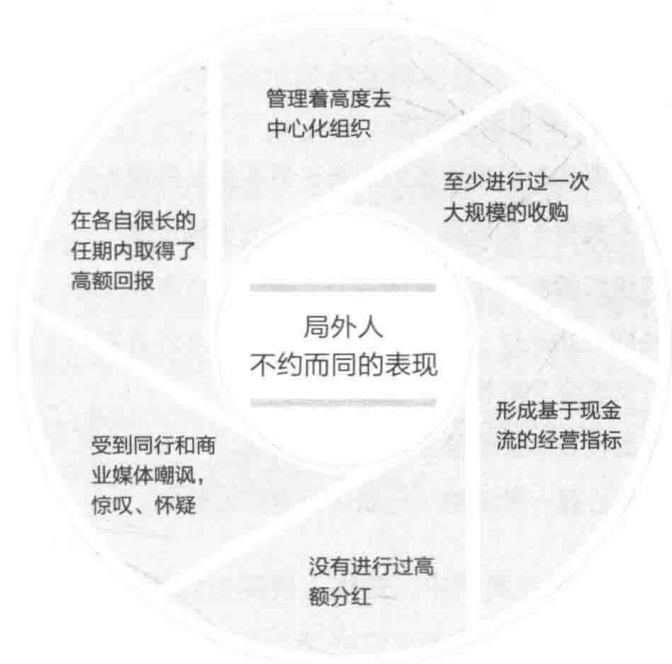 管理着高度去
中心化组织
至少进行过一次
大规模的收购
在各自很长的
任期内取得了
高额回报
局外人
不约而同的表现
形成基于现金
流的经营指标
受到同行和商
业媒体嘲讽，
惊叹、怀疑
没有进行过高
额分红